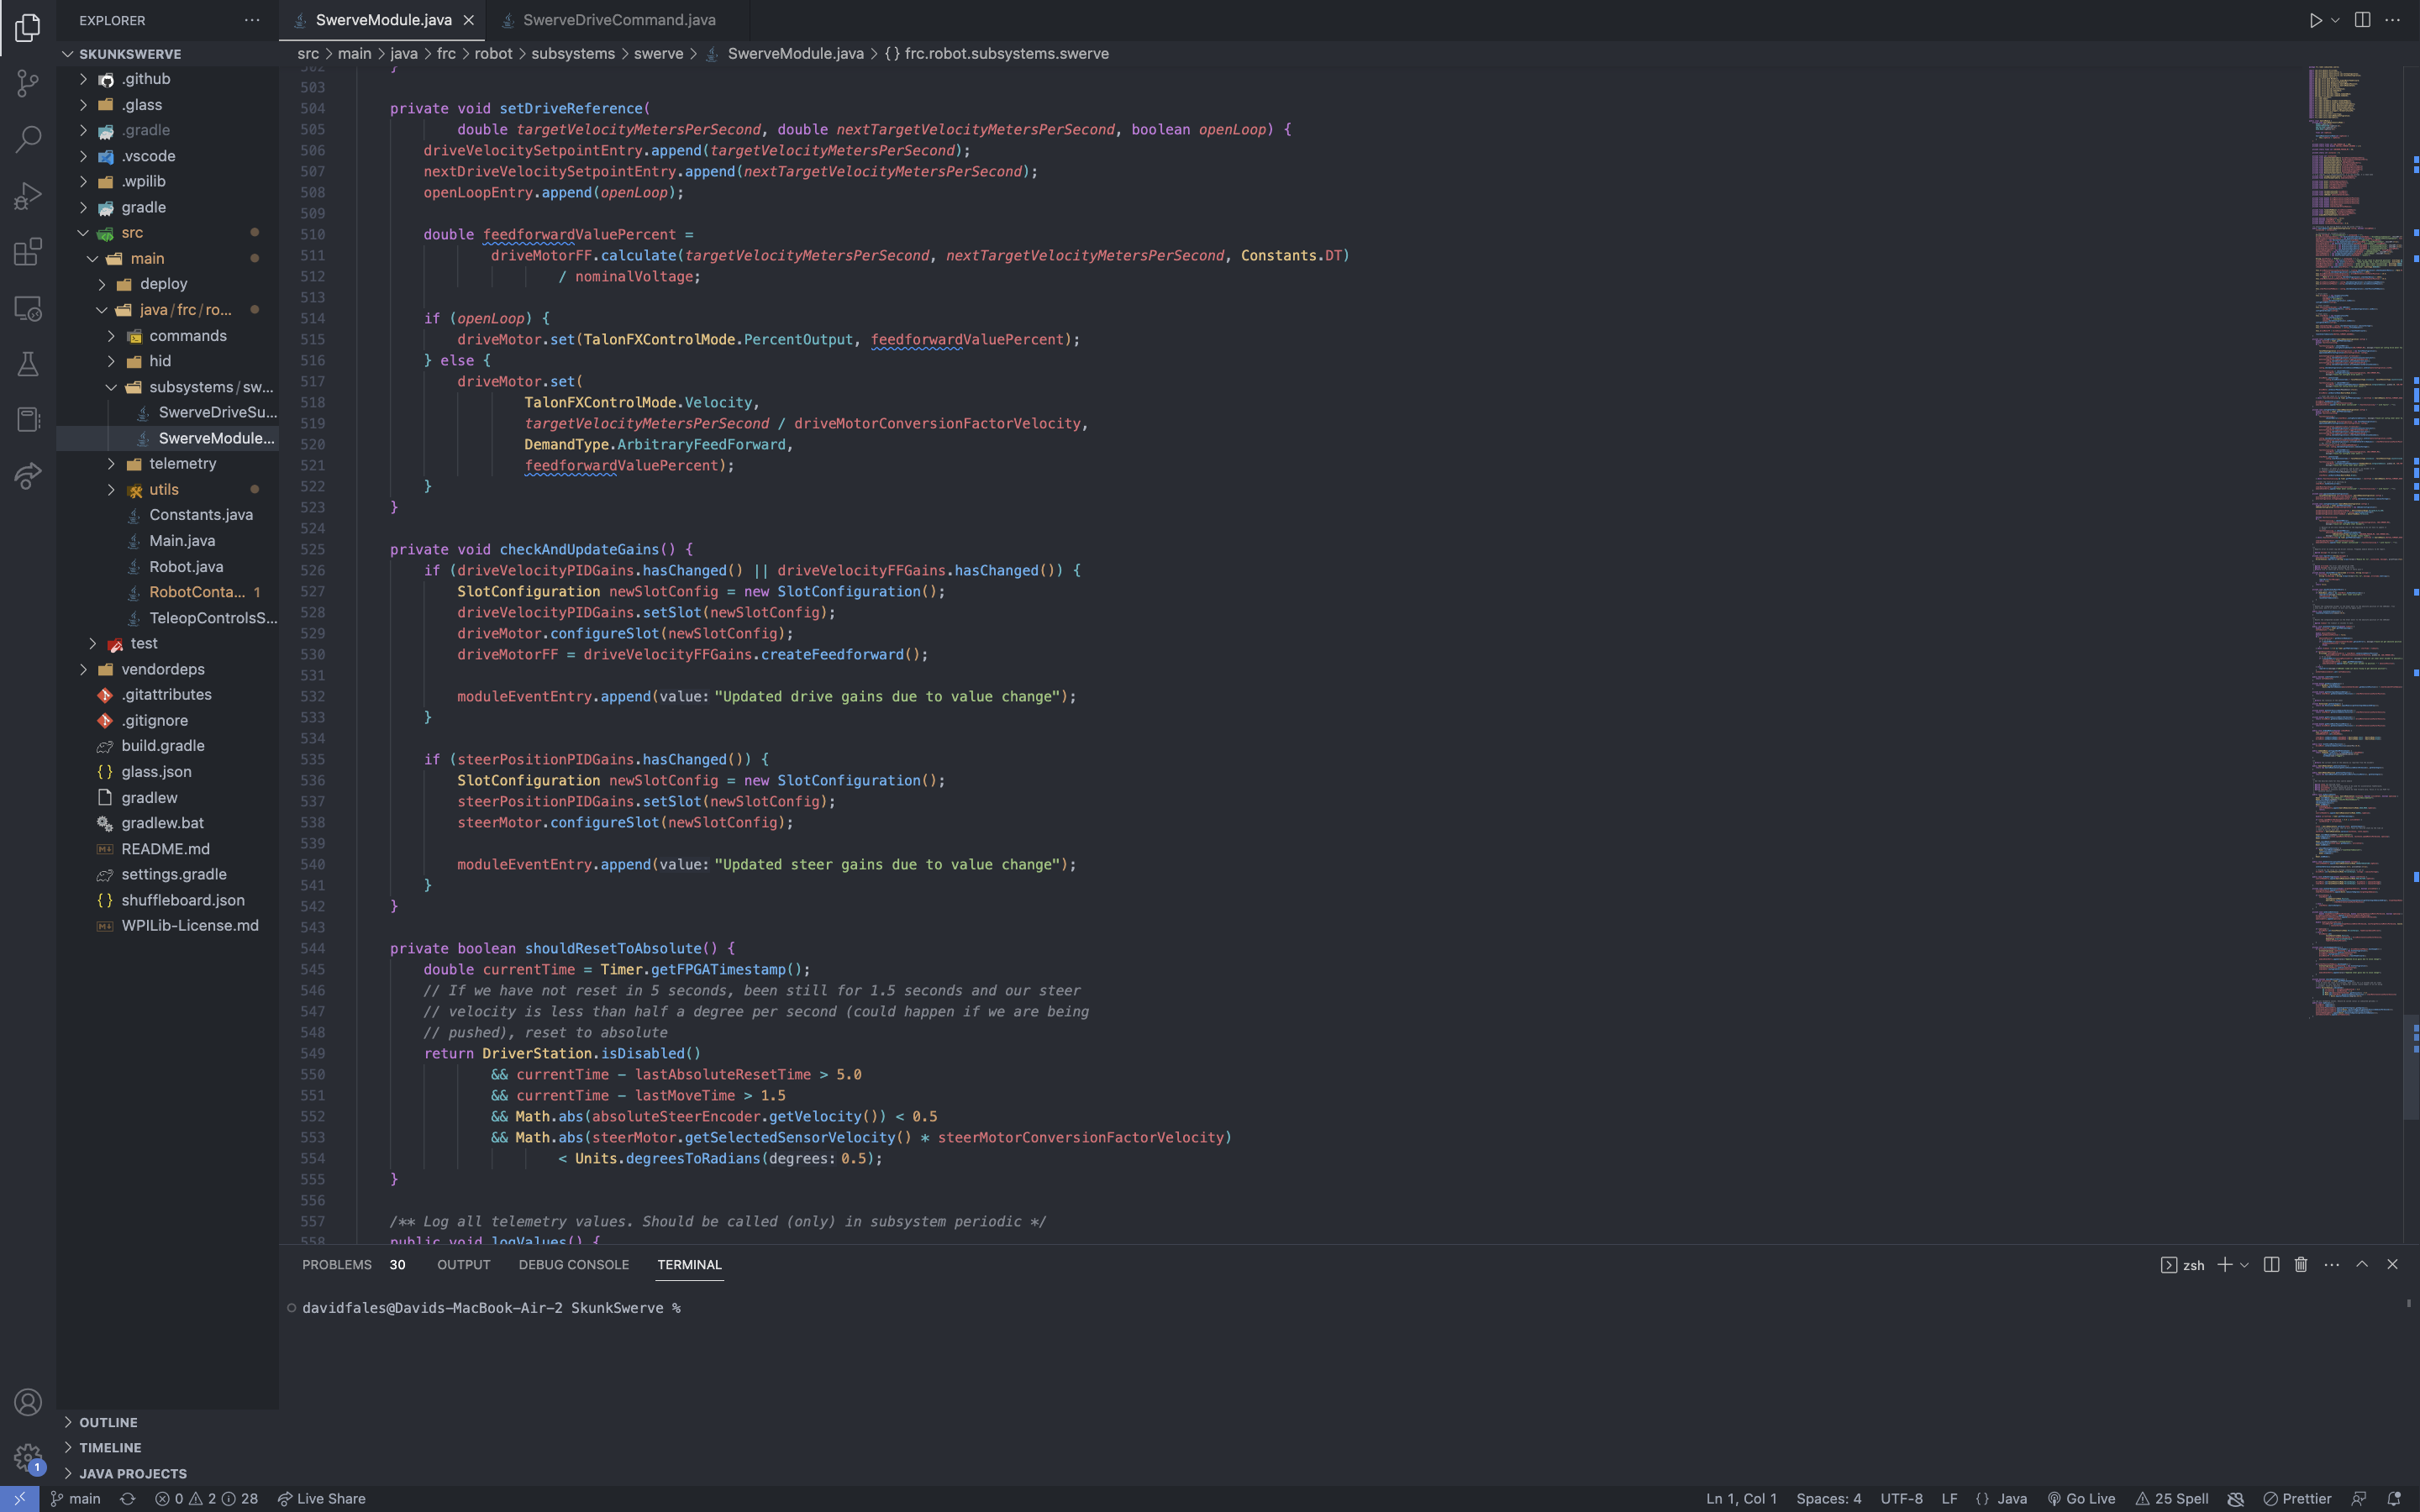 EXPLORER
SwerveModule.java
SwerveDriveCommand.java
SKUNKSWERVE
src > main > java > frc > robot > subsystems > swerve > SwerveModule.java > {} frc.robot.subsystems.swerve
.github
.glass
.gradle
.vscode
.wpilib
gradle
src
main
deploy
java/frc/ro...
commands
hid
subsystems/sw...
SwerveDriveSu...
SwerveModule...
telemetry
utils
Constants.java
Main.java
Robot.java
RobotConta... 1
TeleopControlsS...
test
vendordeps
.gitattributes
.gitignore
build.gradle
glass.json
gradlew
gradlew.bat
README.md
settings.gradle
shuffleboard.json
WPILib-License.md
OUTLINE
TIMELINE
JAVA PROJECTS
502 }
503
504 private void setDriveReference(
505 double targetVelocityMetersPerSecond, double nextTargetVelocityMetersPerSecond, boolean openLoop) {
506 driveVelocitySetpointEntry.append(targetVelocityMetersPerSecond);
507 nextDriveVelocitySetpointEntry.append(nextTargetVelocityMetersPerSecond);
508 openLoopEntry.append(openLoop);
509
510 double feedforwardValuePercent =
511 driveMotorFF.calculate(targetVelocityMetersPerSecond, nextTargetVelocityMetersPerSecond, Constants.DT)
512 / nominalVoltage;
513
514 if (openLoop) {
515 driveMotor.set(TalonFXControlMode.PercentOutput, feedforwardValuePercent);
516 } else {
517 driveMotor.set(
518 TalonFXControlMode.Velocity,
519 targetVelocityMetersPerSecond / driveMotorConversionFactorVelocity,
520 DemandType.ArbitraryFeedForward,
521 feedforwardValuePercent);
522 }
523 }
524
525 private void checkAndUpdateGains() {
526 if (driveVelocityPIDGains.hasChanged() || driveVelocityFFGains.hasChanged()) {
527 SlotConfiguration newSlotConfig = new SlotConfiguration();
528 driveVelocityPIDGains.setSlot(newSlotConfig);
529 driveMotor.configureSlot(newSlotConfig);
530 driveMotorFF = driveVelocityFFGains.createFeedforward();
531
532 moduleEventEntry.append(value: "Updated drive gains due to value change");
533 }
534
535 if (steerPositionPIDGains.hasChanged()) {
536 SlotConfiguration newSlotConfig = new SlotConfiguration();
537 steerPositionPIDGains.setSlot(newSlotConfig);
538 steerMotor.configureSlot(newSlotConfig);
539
540 moduleEventEntry.append(value: "Updated steer gains due to value change");
541 }
542 }
543
544 private boolean shouldResetToAbsolute() {
545 double currentTime = Timer.getFPGATimestamp();
546 // If we have not reset in 5 seconds, been still for 1.5 seconds and our steer
547 // velocity is less than half a degree per second (could happen if we are being
548 // pushed), reset to absolute
549 return DriverStation.isDisabled()
550 && currentTime - lastAbsoluteResetTime > 5.0
551 && currentTime - lastMoveTime > 1.5
552 && Math.abs(absoluteSteerEncoder.getVelocity()) < 0.5
553 && Math.abs(steerMotor.getSelectedSensorVelocity() * steerMotorConversionFactorVelocity)
554 < Units.degreesToRadians(degrees: 0.5);
555 }
556
557 /** Log all telemetry values. Should be called (only) in subsystem periodic */
558 public void logValues() {
PROBLEMS 30 OUTPUT DEBUG CONSOLE TERMINAL
zsh
davidfales@Davids-MacBook-Air-2 SkunkSwerve %
1
main 0 2 28 Live Share
Ln 1, Col 1 Spaces: 4 UTF-8 LF {} Java Go Live 25 Spell Prettier